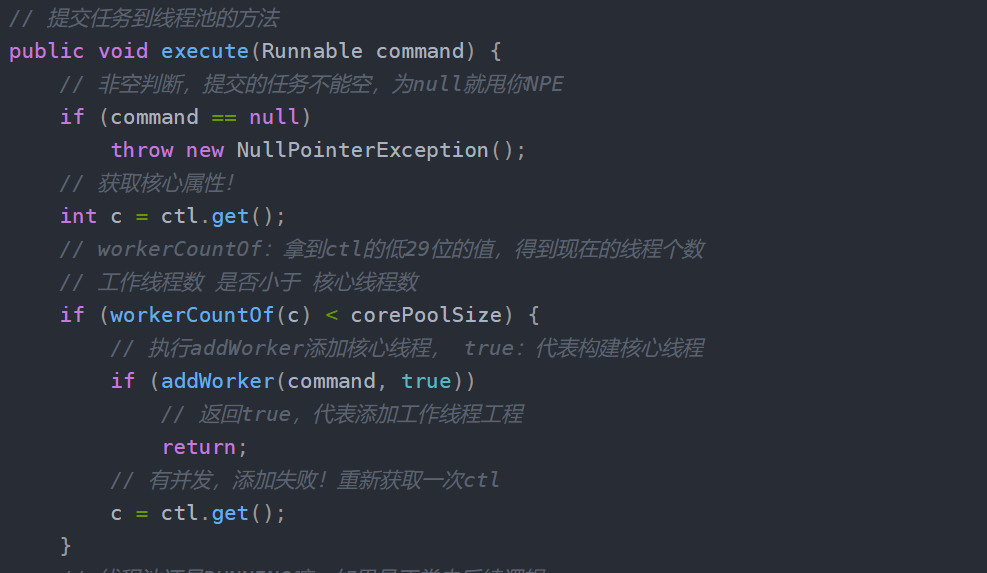 // 提交任务到线程池的方法
public void execute(Runnable command) {
    // 非空判断，提交的任务不能空，为null就甩你NPE
    if (command == null)
        throw new NullPointerException();
    // 获取核心属性！
    int c = ctl.get();
    // workerCountOf：拿到ctl的低29位的值，得到现在的线程个数
    // 工作线程数 是否小于 核心线程数
    if (workerCountOf(c) < corePoolSize) {
        // 执行addWorker添加核心线程， true：代表构建核心线程
        if (addWorker(command, true))
            // 返回true，代表添加工作线程工程
            return;
        // 有并发，添加失败！重新获取一次ctl
        c = ctl.get();
    }